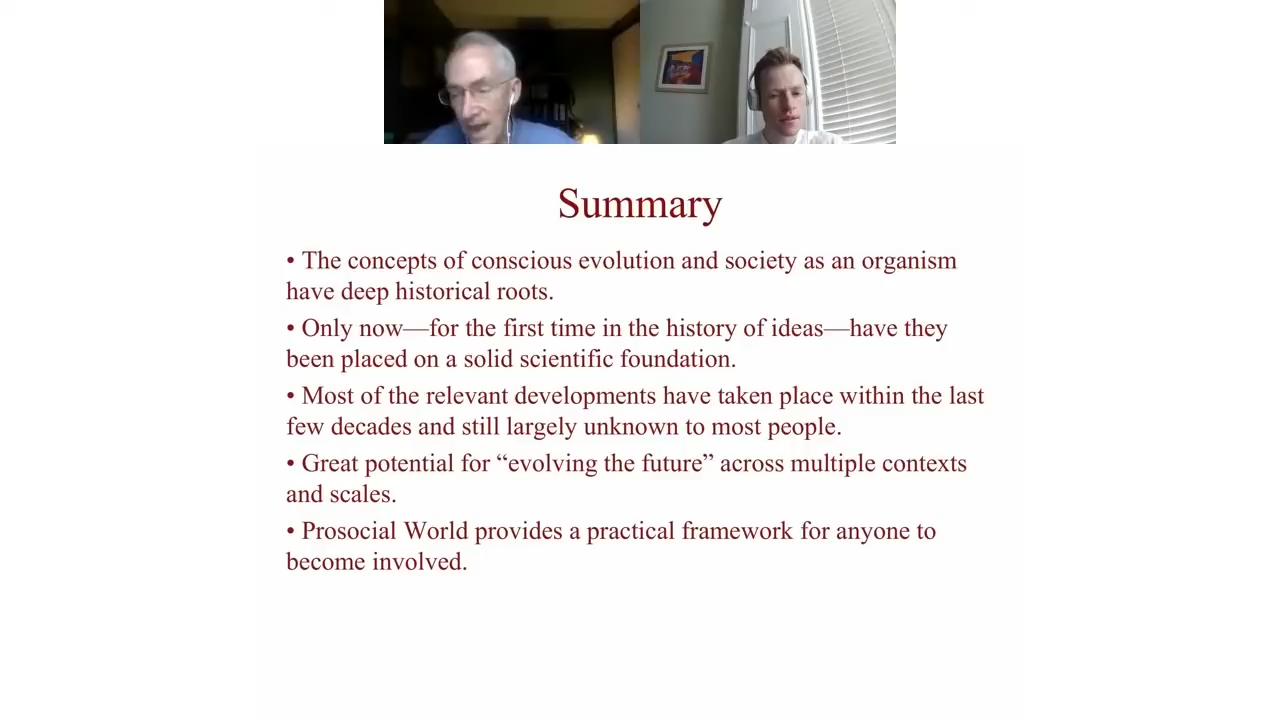 Summary
• The concepts of conscious evolution and society as an organism
have deep historical roots.
• Only now—for the first time in the history of ideas—have they
been placed on a solid scientific foundation.
• Most of the relevant developments have taken place within the last
few decades and still largely unknown to most people.
• Great potential for “evolving the future” across multiple contexts
and scales.
• Prosocial World provides a practical framework for anyone to
become involved.